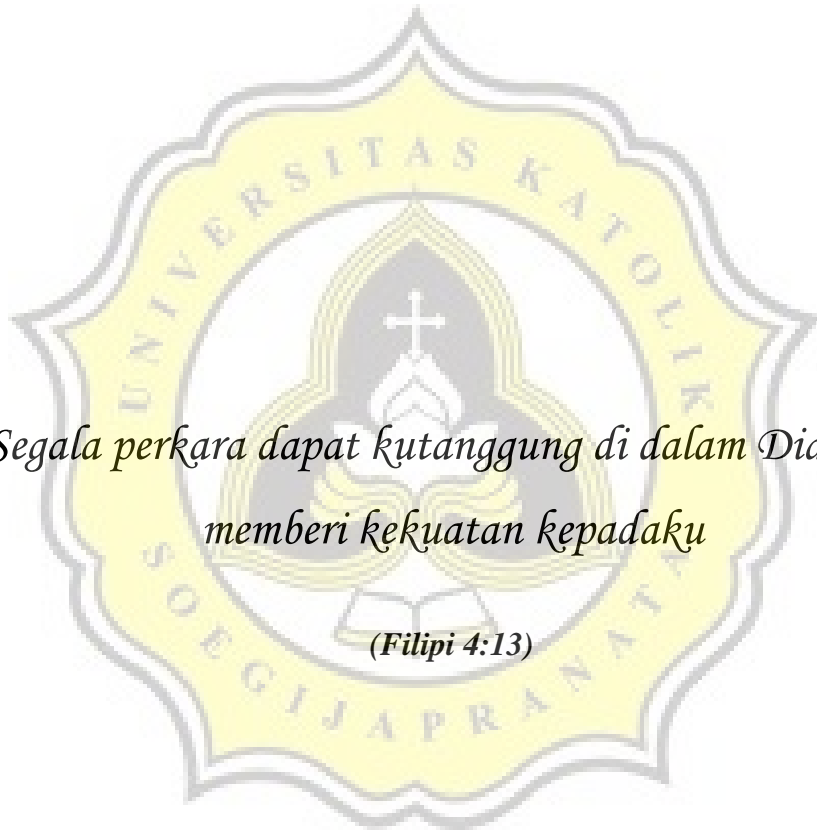 UNIVERSITAS KATOLIK
Segala perkara dapat kutanggung di dalam Dia
memberi kekuatan kepadaku
(Filipi 4:13)
SOEGIJAPRANATA